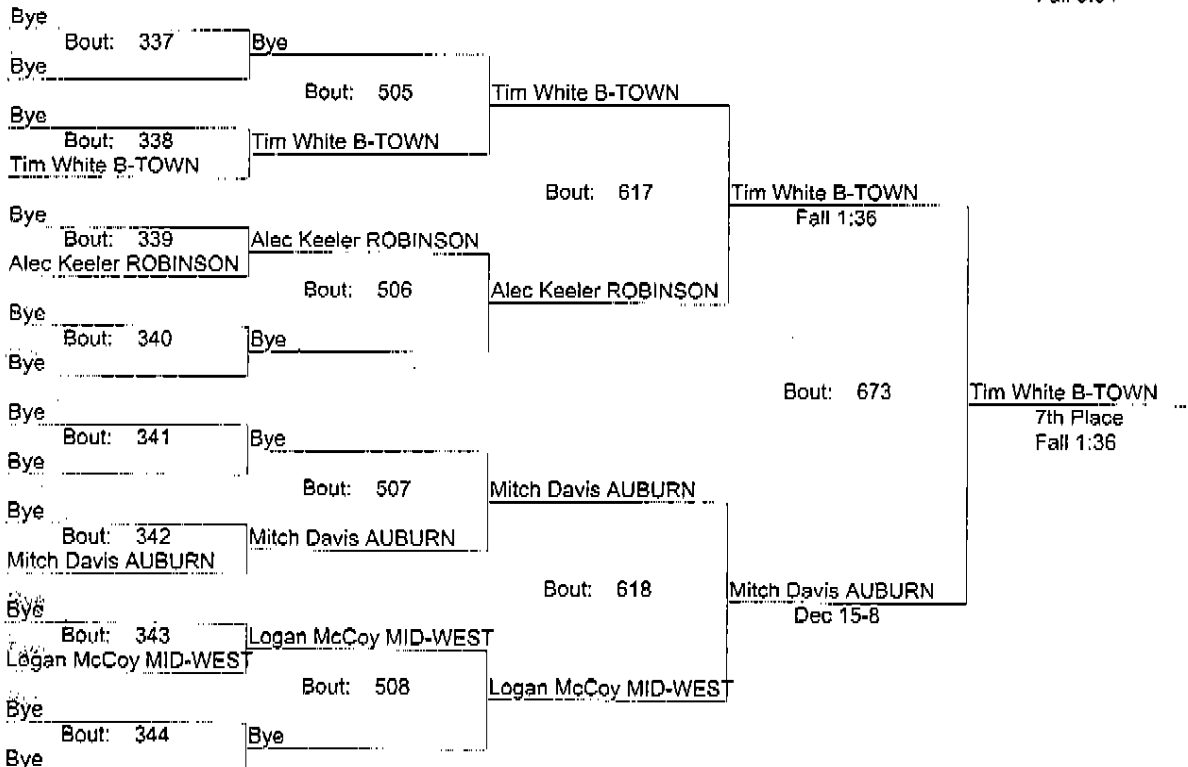 Bye
Bout: 337
Bye
Bye
Bout: 505
Tim White B-TOWN
Bye
Bout: 338
Tim White B-TOWN
Tim White B-TOWN
Bout: 617
Tim White B-TOWN
Fall 1:36
Bye
Bout: 339
Alec Keeler ROBINSON
Alec Keeler ROBINSON
Bout: 506
Alec Keeler ROBINSON
Bye
Bout: 340
Bye
Bye
Bout: 673
Tim White B-TOWN
7th Place
Fall 1:36
Bye
Bout: 341
Bye
Bye
Bout: 507
Mitch Davis AUBURN
Bye
Bout: 342
Mitch Davis AUBURN
Mitch Davis AUBURN
Bout: 618
Mitch Davis AUBURN
Dec 15-8
Bye
Bout: 343
Logan McCoy MID-WEST
Logan McCoy MID-WEST
Bout: 508
Logan McCoy MID-WEST
Bye
Bout: 344
Bye
Bye